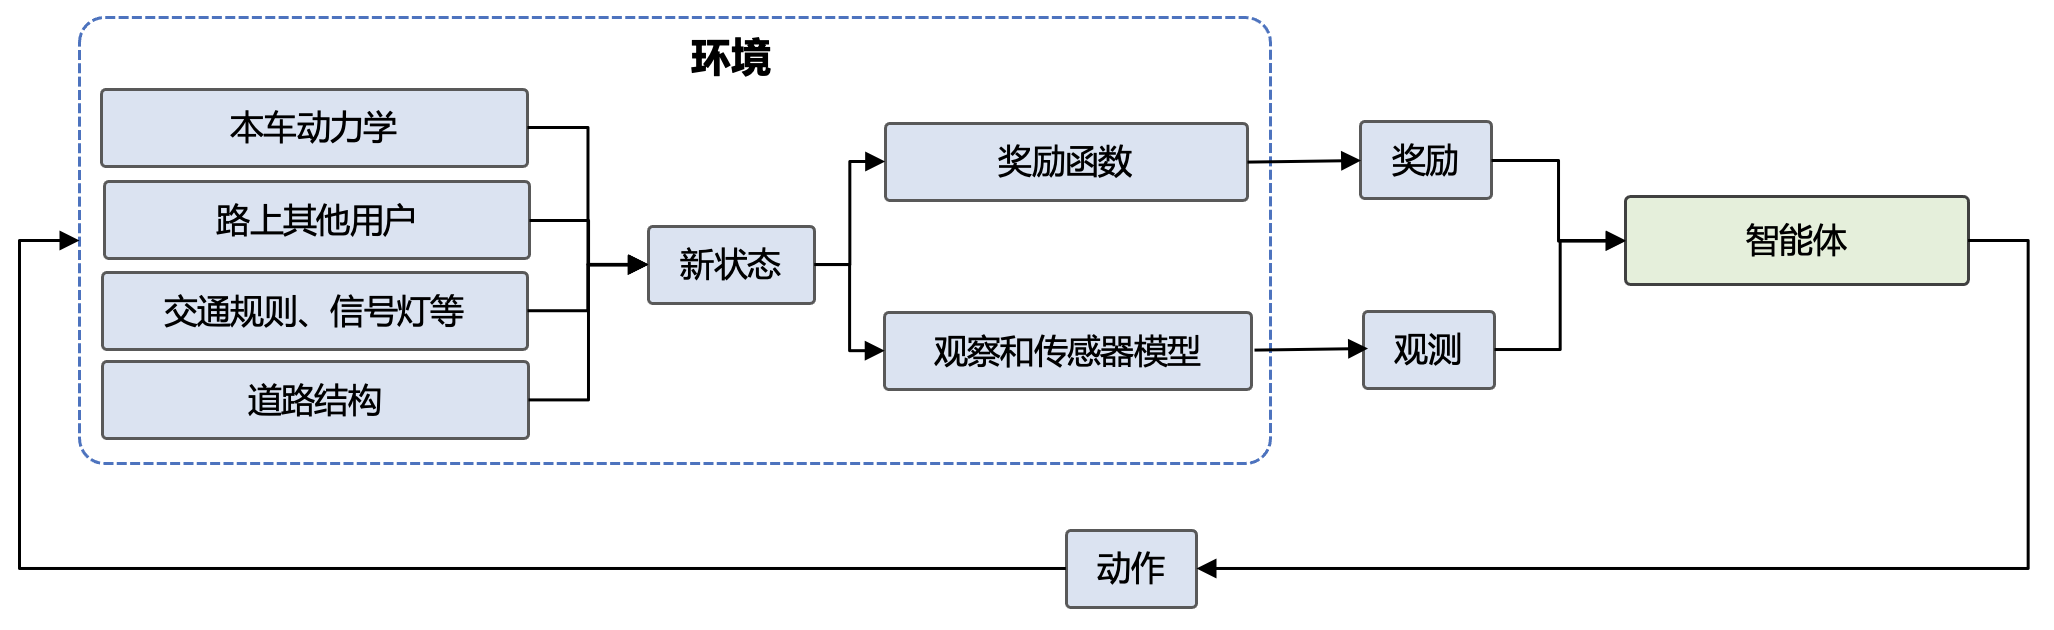 环境
本车动力学
路上其他用户
交通规则、信号灯等
道路结构
新状态
奖励函数
观察和传感器模型
奖励
观测
智能体
动作